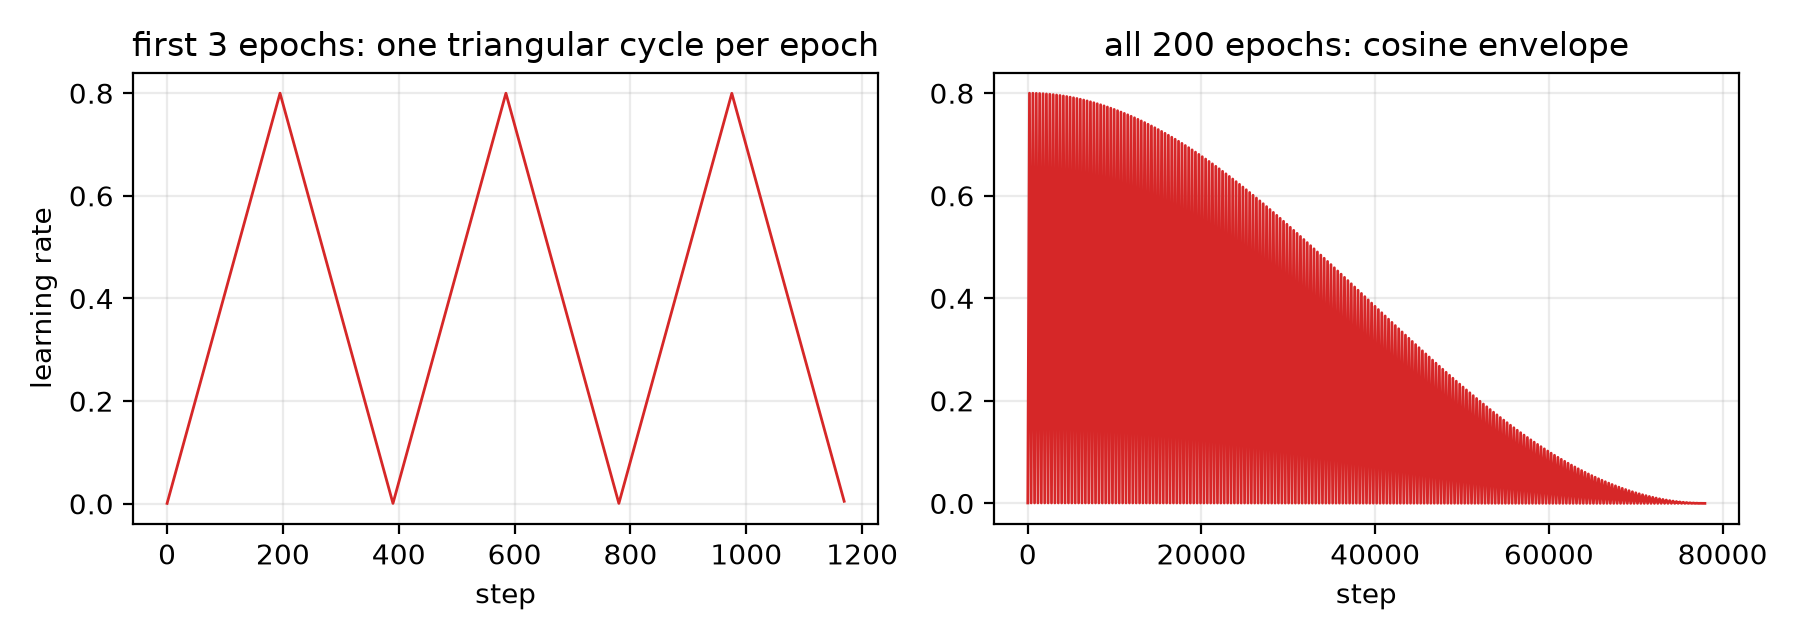 first 3 epochs: one triangular cycle per epoch
learning rate
0.8
0.6
0.4
0.2
0.0
0 200 400 600 800 1000 1200
step
all 200 epochs: cosine envelope
0.8
0.6
0.4
0.2
0.0
0 20000 40000 60000 80000
step